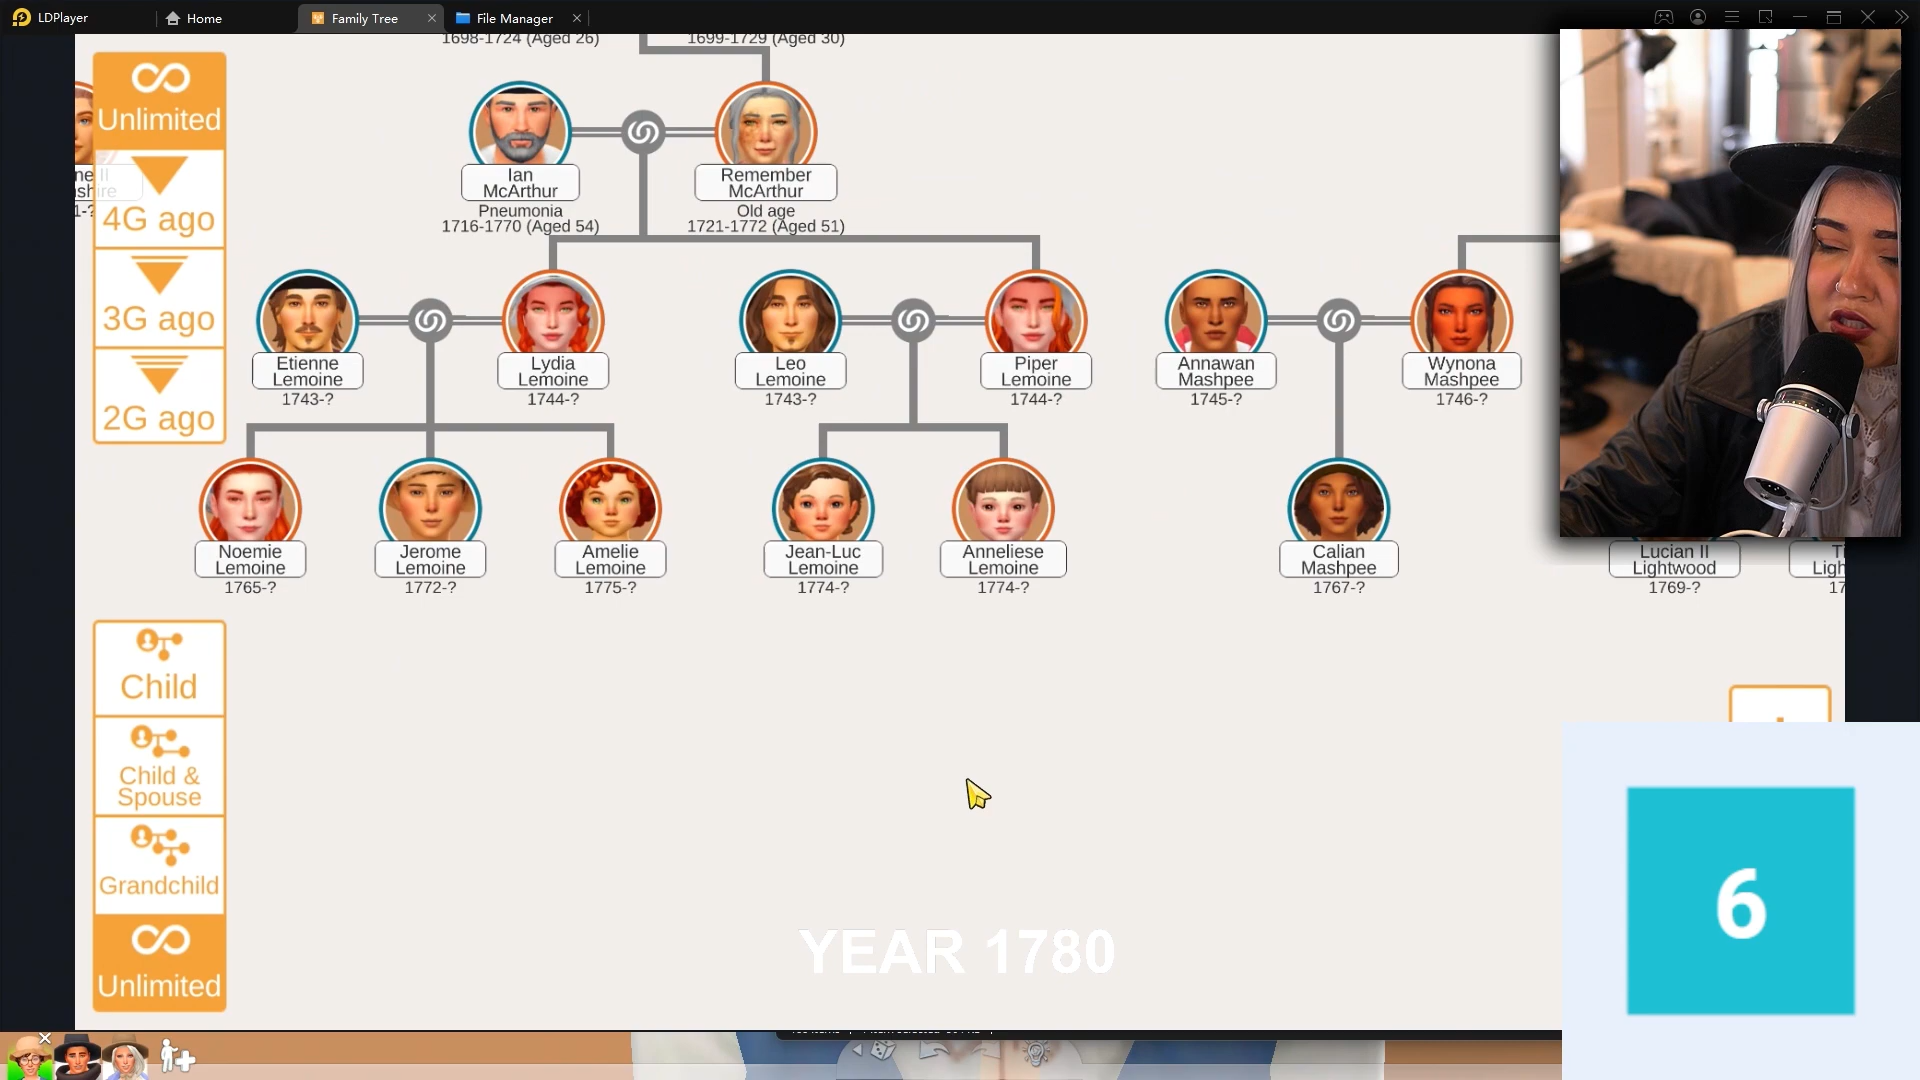 LDPlayer
Home
Family Tree
File Manager
1698-1724 (Aged 26)
1699-1729 (Aged 30)
Unlimited
4G ago
3G ago
2G ago
Ian
McArthur
Pneumonia
1716-1770 (Aged 54)
Remember
McArthur
Old age
1721-1772 (Aged 51)
Etienne
Lemoine
1743-?
Lydia
Lemoine
1744-?
Leo
Lemoine
1743-?
Piper
Lemoine
1744-?
Annawan
Mashpee
1745-?
Wynona
Mashpee
1746-?
Noemie
Lemoine
1765-?
Jerome
Lemoine
1772-?
Amelie
Lemoine
1775-?
Jean-Luc
Lemoine
1774-?
Anneliese
Lemoine
1774-?
Calian
Mashpee
1767-?
Lucian II
Lightwood
1769-?
Child
Child &
Spouse
Grandchild
Unlimited
YEAR 1780
6
SHURE